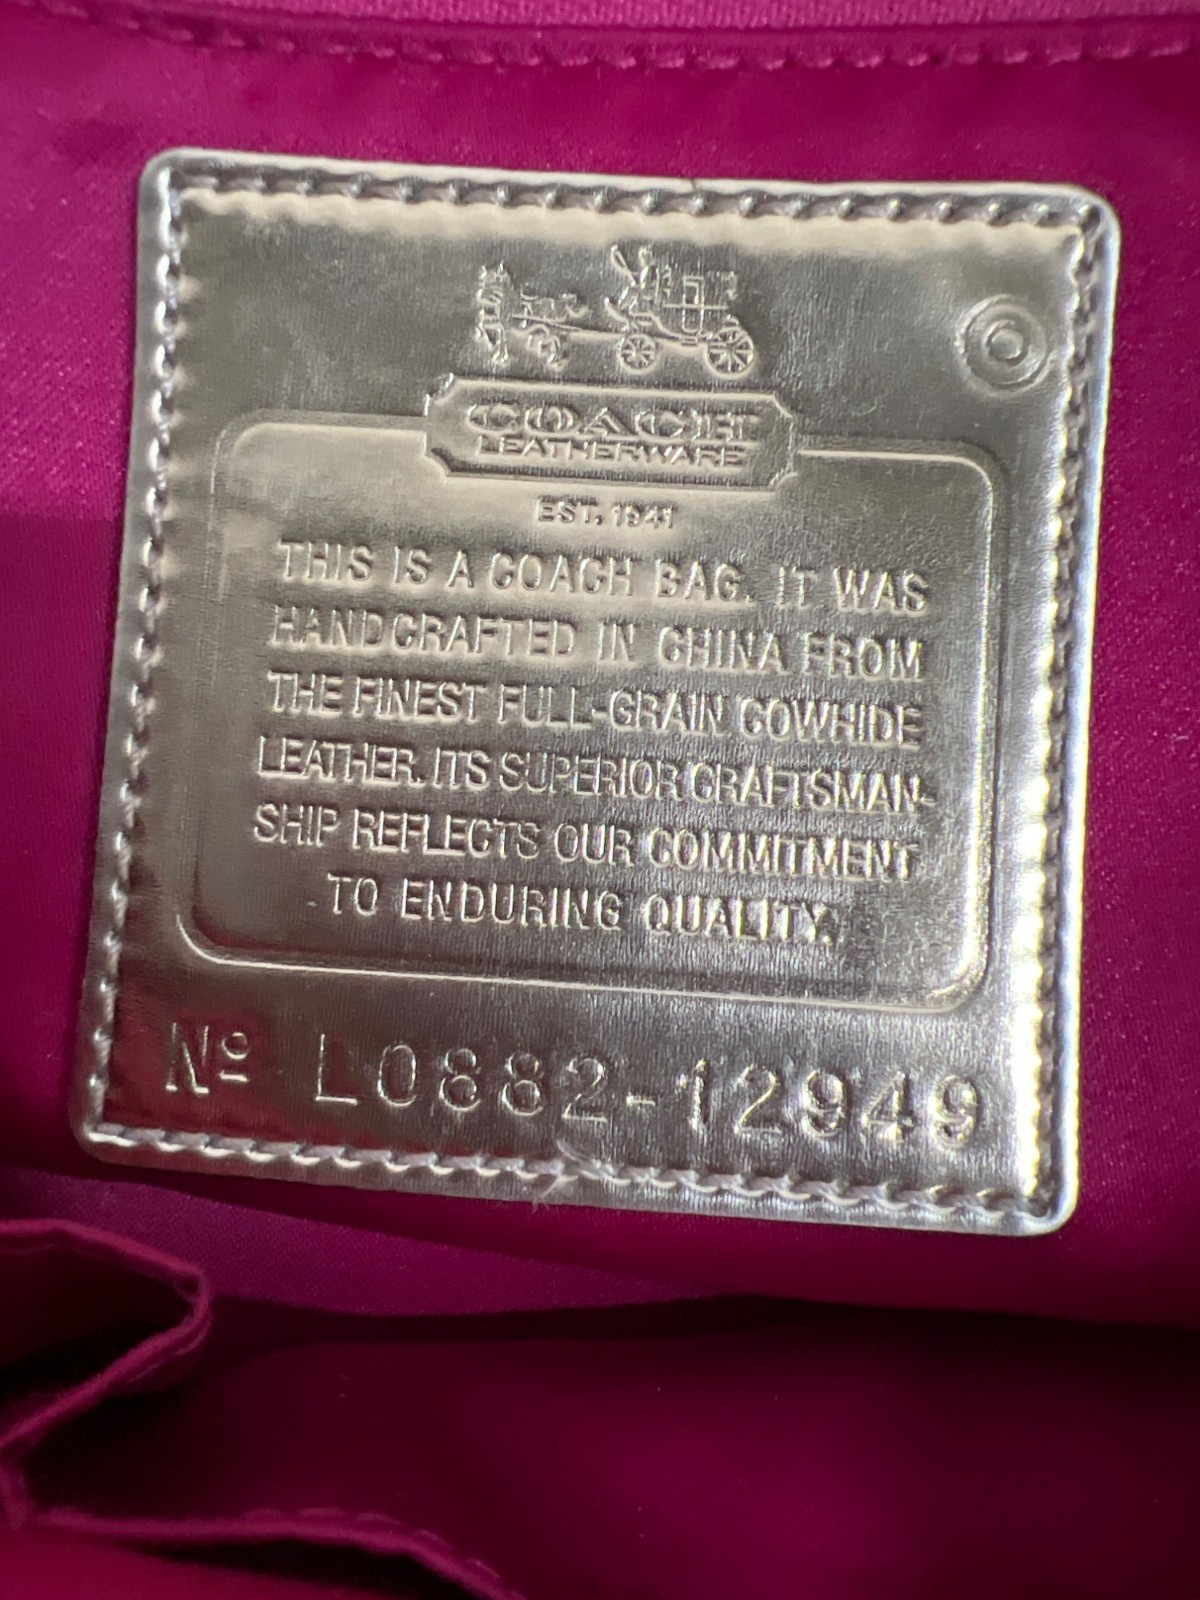 COACH
LEATHERWARE
EST. 1941
THIS IS A COACH BAG. IT WAS
HANDCRAFTED IN CHINA FROM
THE FINEST FULL-GRAIN COWHIDE
LEATHER. ITS SUPERIOR CRAFTSMAN-
SHIP REFLECTS OUR COMMITMENT
TO ENDURING QUALITY.
Nº L0882-12949